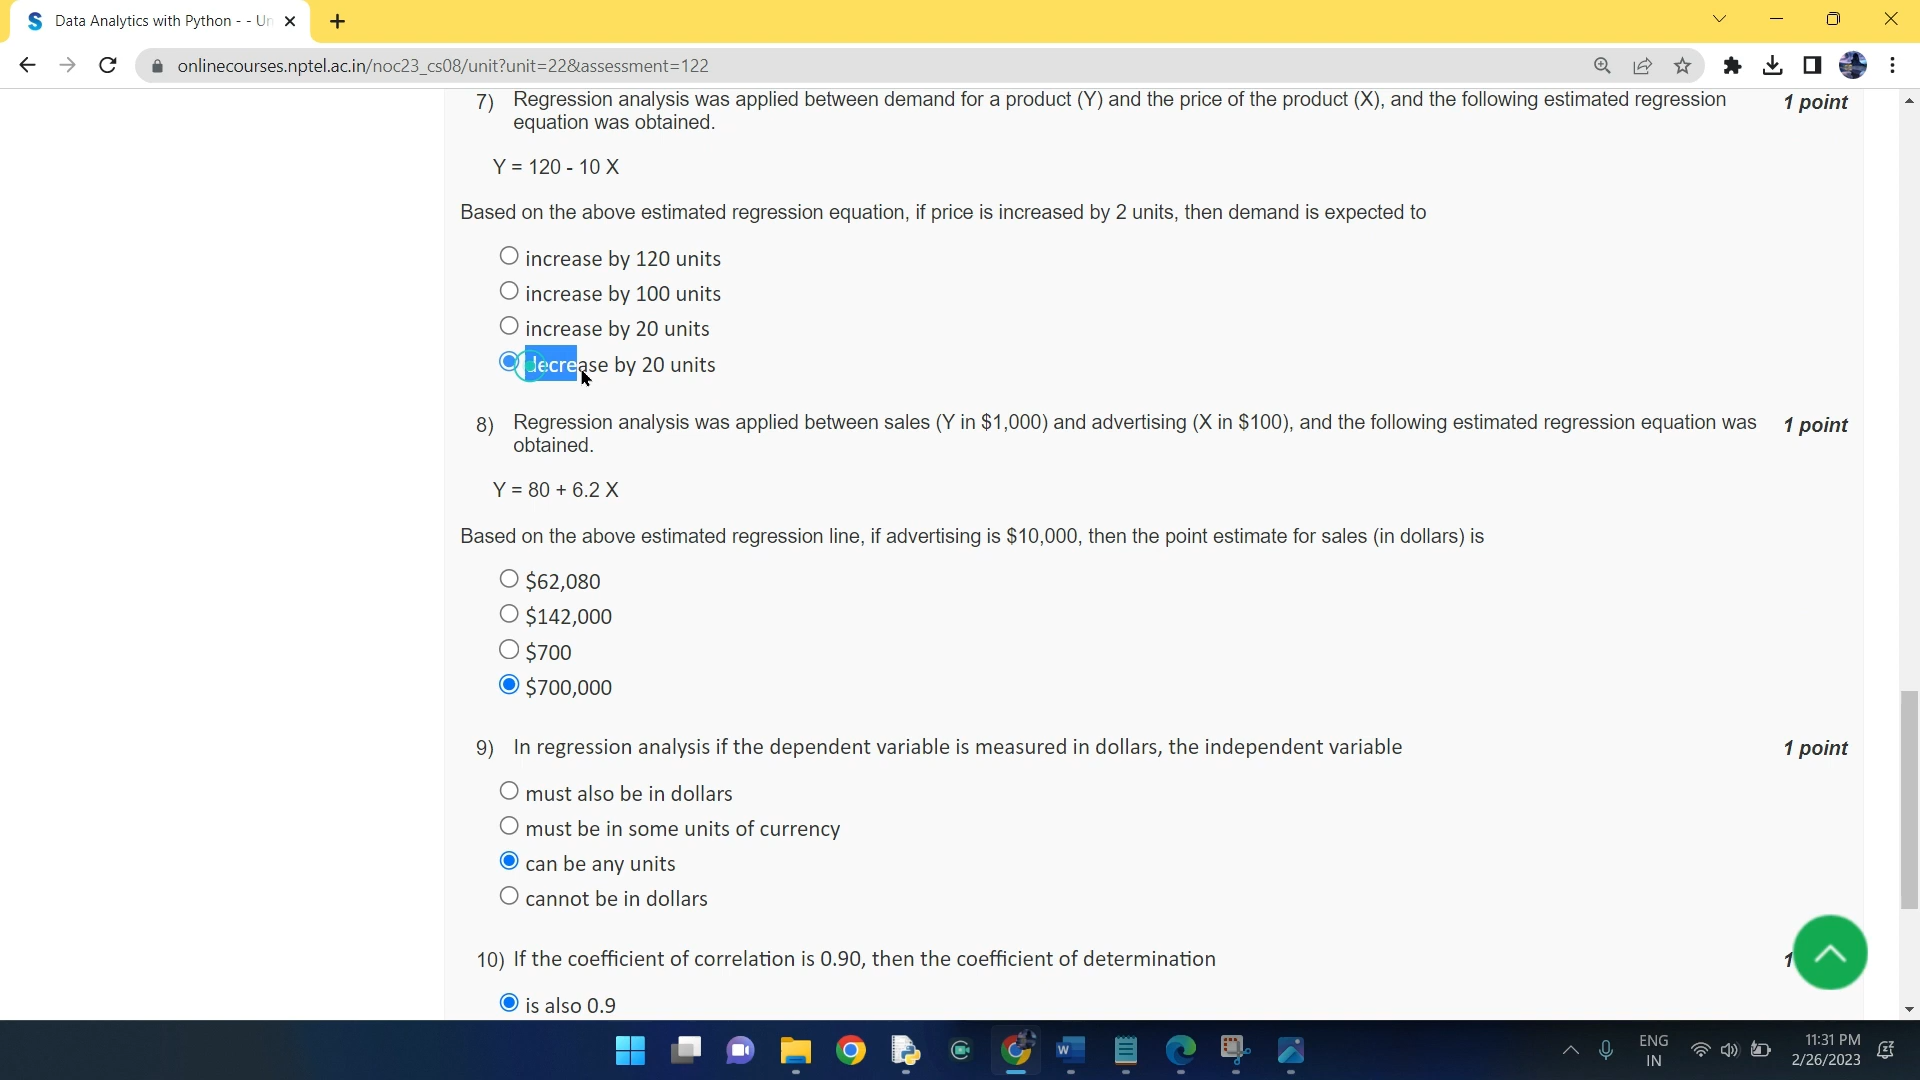 Data Analytics with Python - - Un
onlinecourses.nptel.ac.in/noc23_cs08/unit?unit=22&assessment=122
7) Regression analysis was applied between demand for a product (Y) and the price of the product (X), and the following estimated regression 1 point
equation was obtained.
Y = 120 - 10 X
Based on the above estimated regression equation, if price is increased by 2 units, then demand is expected to
increase by 120 units
increase by 100 units
increase by 20 units
decrease by 20 units
8) Regression analysis was applied between sales (Y in $1,000) and advertising (X in $100), and the following estimated regression equation was 1 point
obtained.
Y = 80 + 6.2 X
Based on the above estimated regression line, if advertising is $10,000, then the point estimate for sales (in dollars) is
$62,080
$142,000
$700
$700,000
9) In regression analysis if the dependent variable is measured in dollars, the independent variable 1 point
must also be in dollars
must be in some units of currency
can be any units
cannot be in dollars
10) If the coefficient of correlation is 0.90, then the coefficient of determination 1
is also 0.9
ENG
IN
11:31 PM
2/26/2023